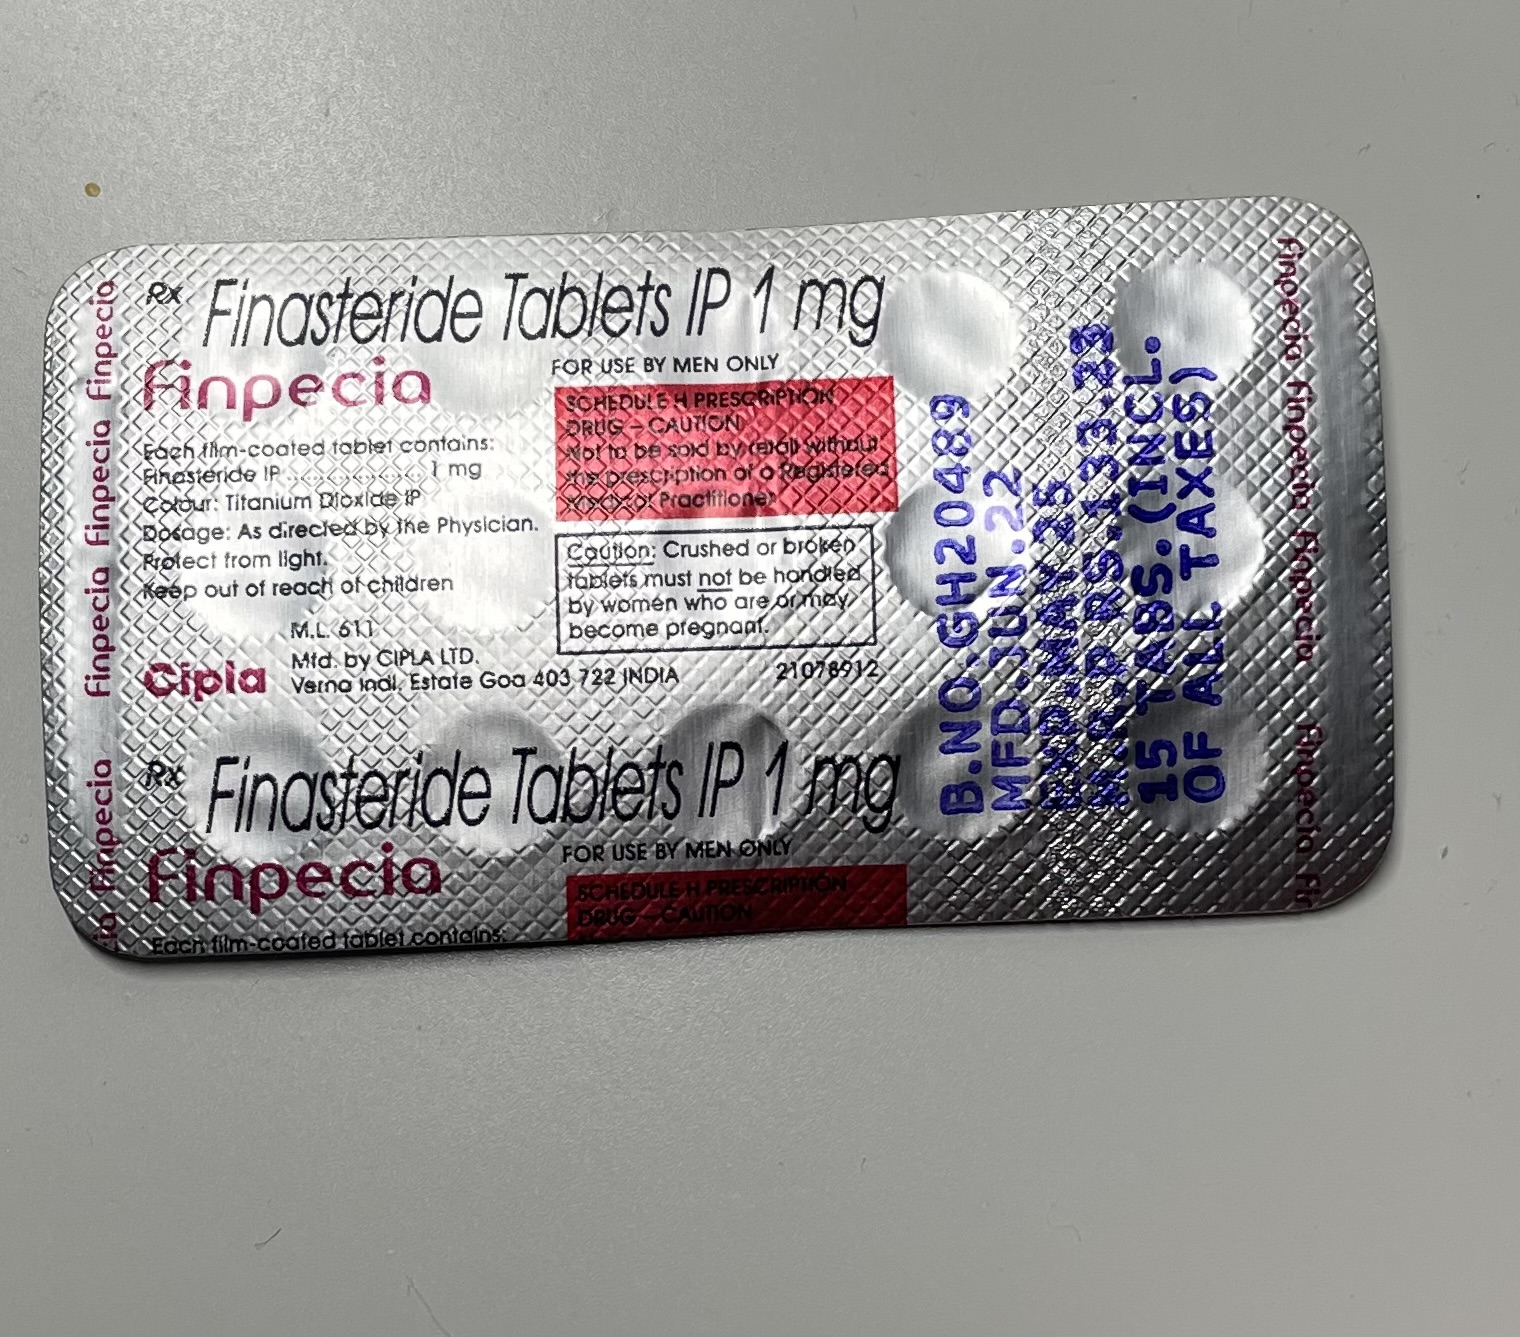 Rx Finasteride Tablets IP 1 mg
Finpecia
FOR USE BY MEN ONLY
Each film-coated tablet contains:
Finasteride IP .................... 1 mg
Colour: Titanium Dioxide IP
Dosage: As directed by the Physician.
Protect from light.
Keep out of reach of children
SCHEDULE H PRESCRIPTION
DRUG – CAUTION
Not to be sold by retail without
the prescription of a Registered
Medical Practitioner
Caution: Crushed or broken
tablets must not be handled
by women who are or may
become pregnant.
Cipla
M.L. 611
Mfd. by CIPLA LTD.
Verna Indl. Estate Goa 403 722 INDIA
21078912
Rx Finasteride Tablets IP 1 mg
Finpecia
FOR USE BY MEN ONLY
SCHEDULE H PRESCRIPTION
DRUG – CAUTION
Each film-coated tablet contains:
B.NO.GH20489
MFD.JUN.22
EXP.MAY.25
M.R.P.RS.133.23
15 TABS.(INCL.
OF ALL TAXES)
cia Finpecia Finpecia Finpecia Finpecia Finpecia
Finpecia Finpecia Finpecia Finpecia Fi